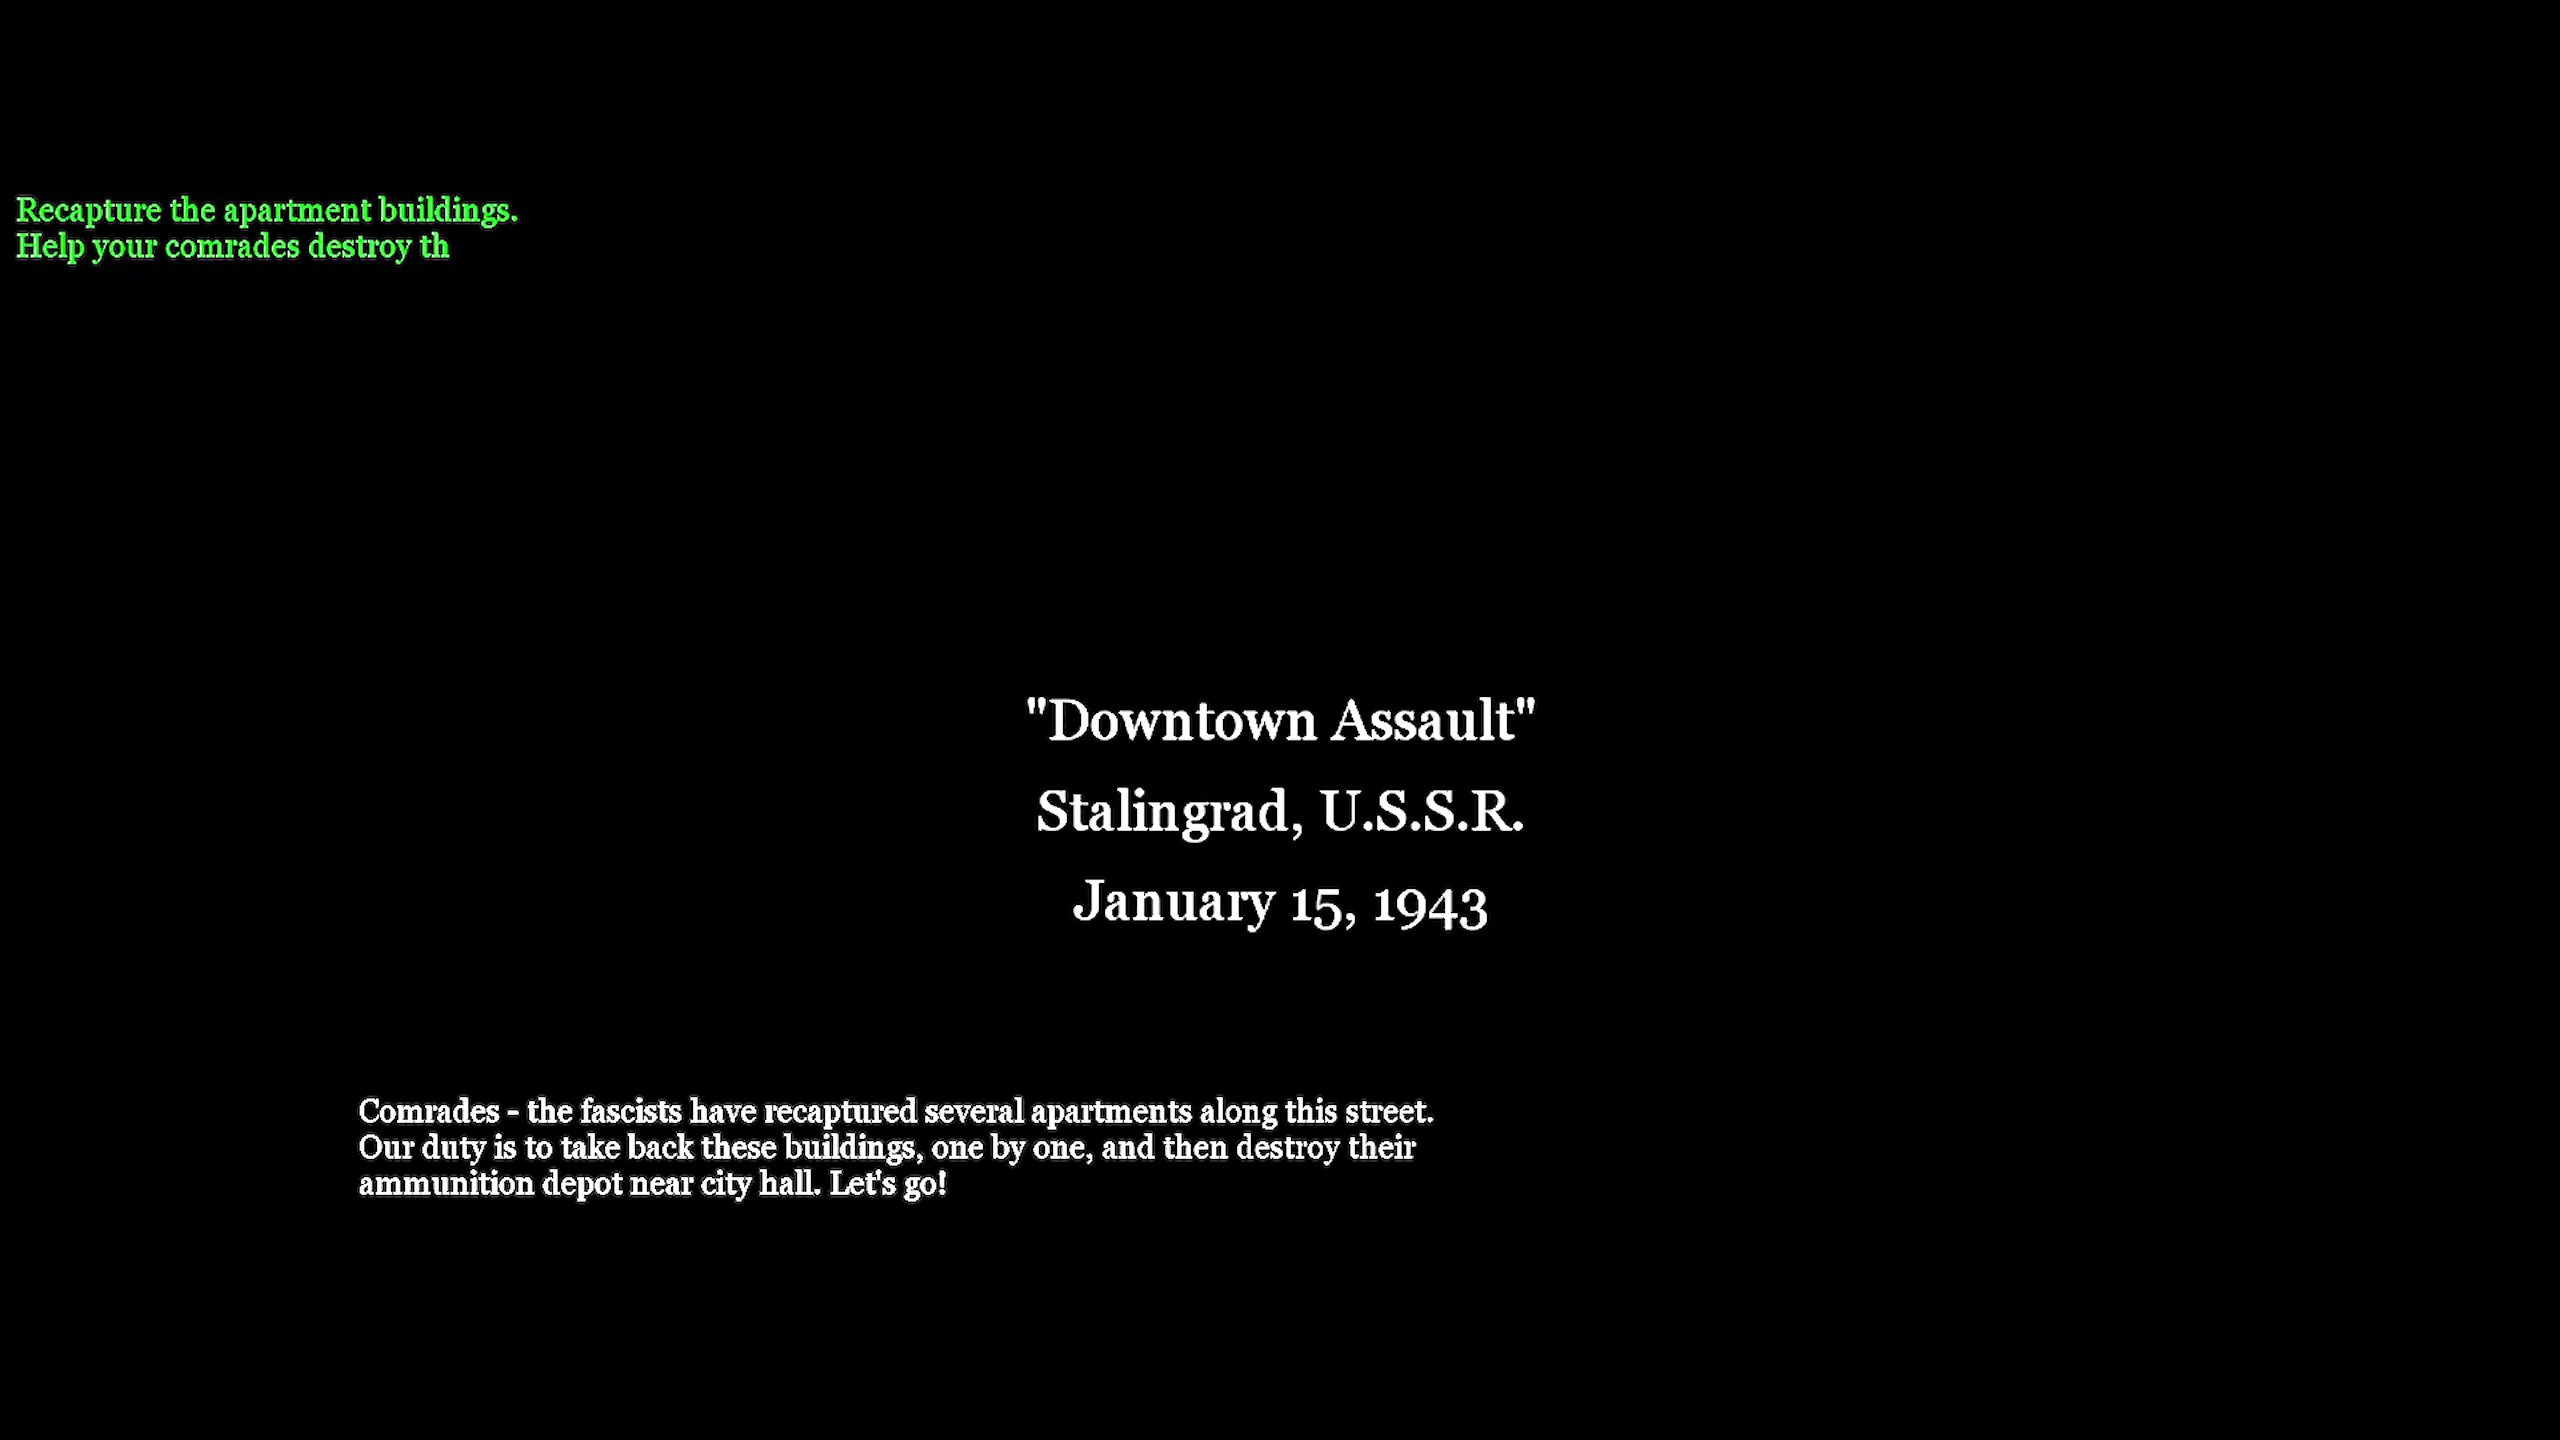 Recapture the apartment buildings.
Help your comrades destroy th
"Downtown Assault"
Stalingrad, U.S.S.R.
January 15, 1943
Comrades - the fascists have recaptured several apartments along this street.
Our duty is to take back these buildings, one by one, and then destroy their
ammunition depot near city hall. Let's go!